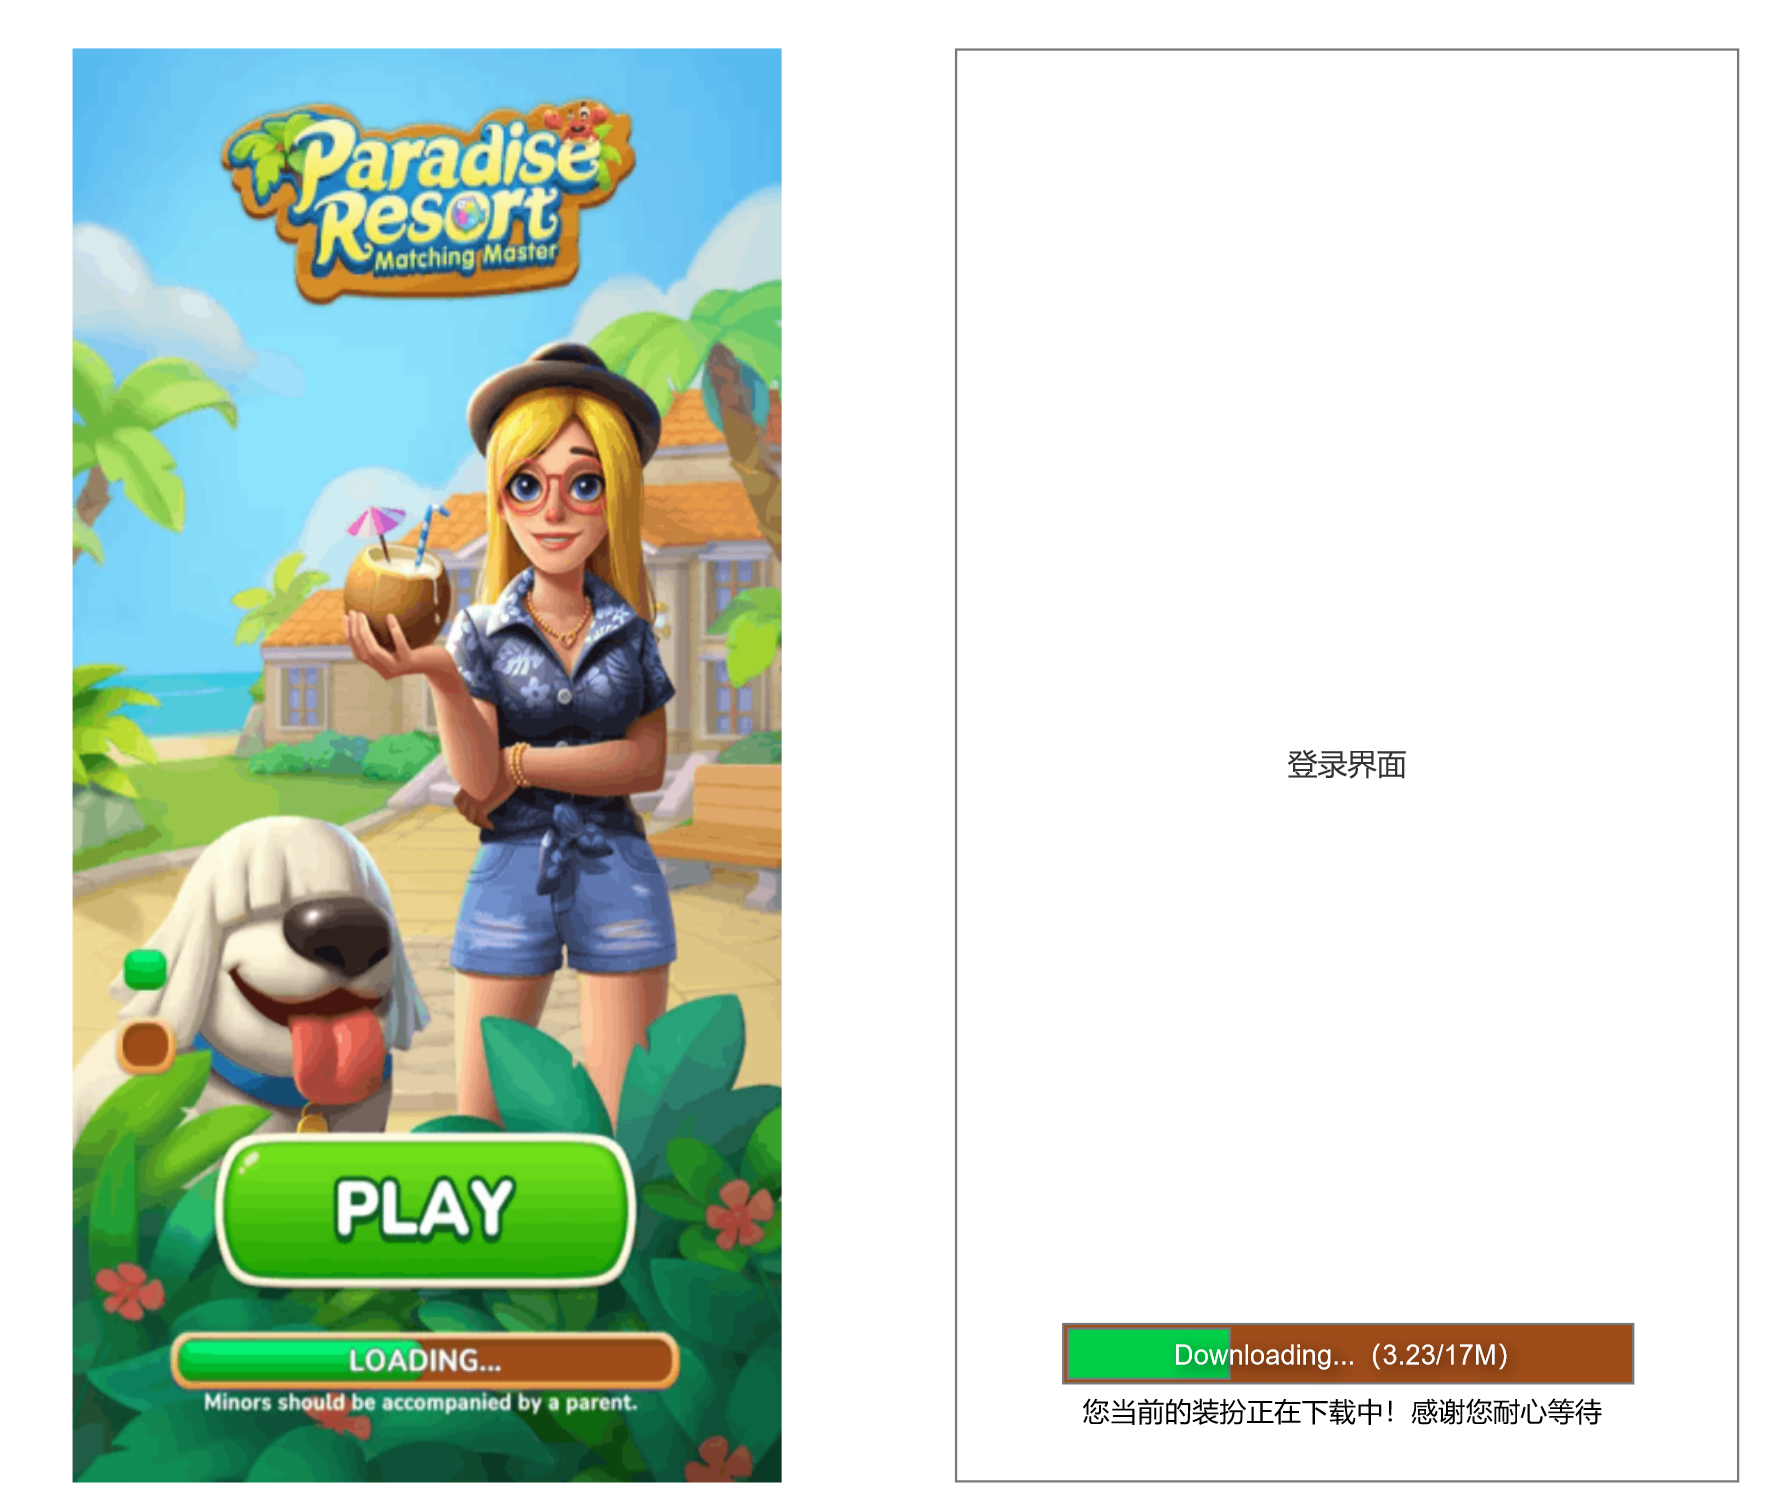 Paradise
Resort
Matching Master
PLAY
LOADING...
Minors should be accompanied by a parent.
登录界面
Downloading...（3.23/17M）
您当前的装扮正在下载中！感谢您耐心等待